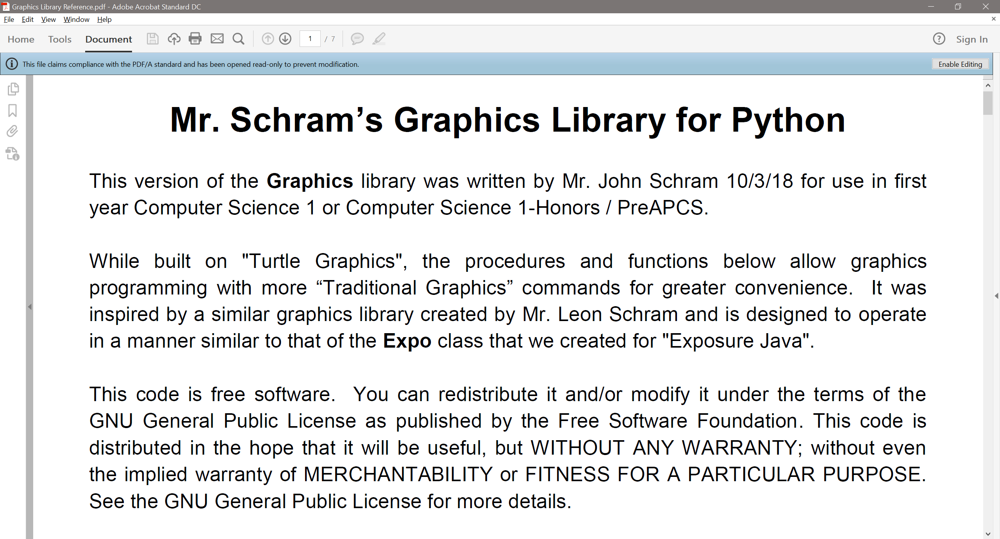 Graphics Library Reference.pdf - Adobe Acrobat Standard DC
File Edit View Window Help
Home Tools Document 1 / 7 Sign In
This file claims compliance with the PDF/A standard and has been opened read-only to prevent modification. Enable Editing
Mr. Schram’s Graphics Library for Python
This version of the Graphics library was written by Mr. John Schram 10/3/18 for use in first
year Computer Science 1 or Computer Science 1-Honors / PreAPCS.
While built on "Turtle Graphics", the procedures and functions below allow graphics
programming with more “Traditional Graphics” commands for greater convenience. It was
inspired by a similar graphics library created by Mr. Leon Schram and is designed to operate
in a manner similar to that of the Expo class that we created for "Exposure Java".
This code is free software. You can redistribute it and/or modify it under the terms of the
GNU General Public License as published by the Free Software Foundation. This code is
distributed in the hope that it will be useful, but WITHOUT ANY WARRANTY; without even
the implied warranty of MERCHANTABILITY or FITNESS FOR A PARTICULAR PURPOSE.
See the GNU General Public License for more details.